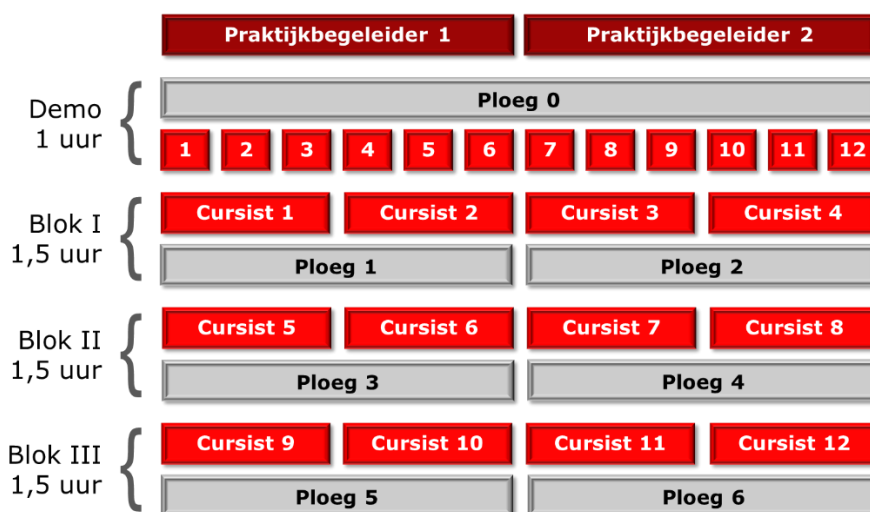 Praktijkbegeleider 1 Praktijkbegeleider 2
Demo
1 uur
Ploeg 0
1 2 3 4 5 6 7 8 9 10 11 12
Blok I
1,5 uur
Cursist 1 Cursist 2 Cursist 3 Cursist 4
Ploeg 1 Ploeg 2
Blok II
1,5 uur
Cursist 5 Cursist 6 Cursist 7 Cursist 8
Ploeg 3 Ploeg 4
Blok III
1,5 uur
Cursist 9 Cursist 10 Cursist 11 Cursist 12
Ploeg 5 Ploeg 6